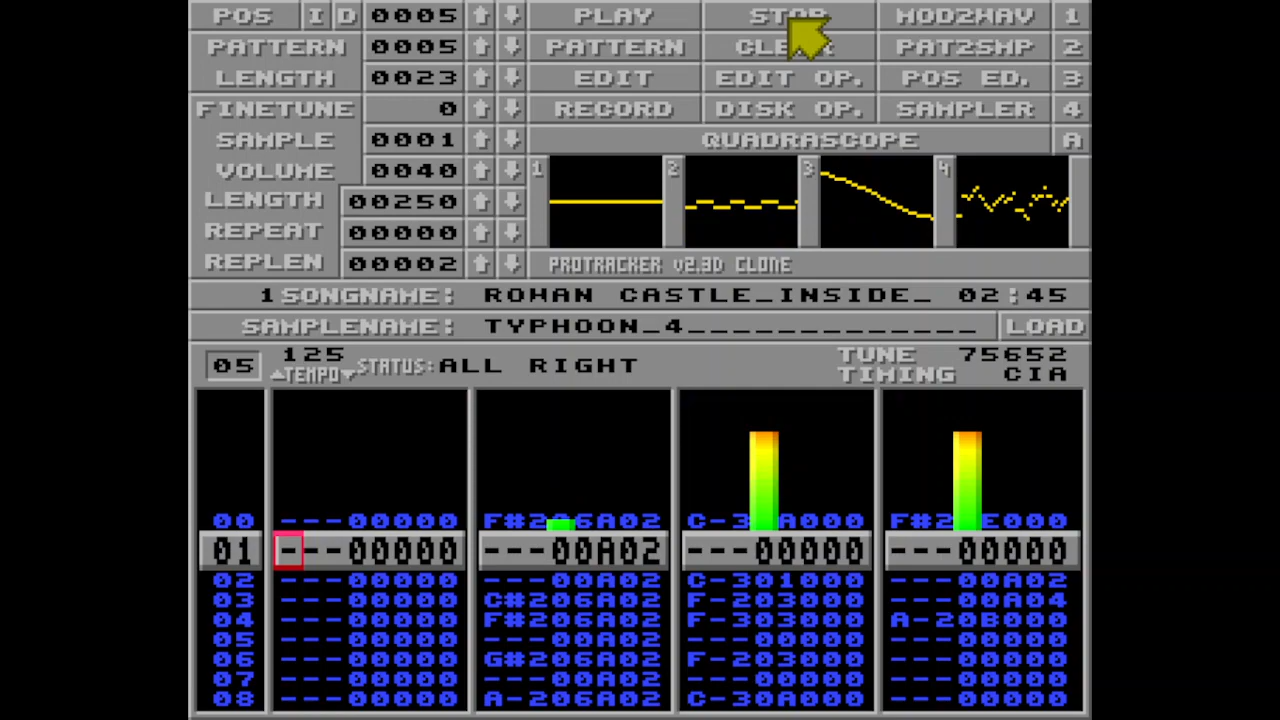 POS I D 0005 PLAY STOP MOD2WAV 1
PATTERN 0005 PATTERN CLEAR PAT2SMP 2
LENGTH 0023 EDIT EDIT OP. POS ED. 3
FINETUNE 0 RECORD DISK OP. SAMPLER 4
SAMPLE 0001 QUADRASCOPE A
VOLUME 0040 1 2 3 4
LENGTH 00250
REPEAT 00000
REPLEN 00002 PROTRACKER V2.3D CLONE
1 SONGNAME: ROHAN CASTLE_INSIDE_ 02:45
SAMPLENAME: TYPHOON_4_____________ LOAD
05 125 TEMPO STATUS: ALL RIGHT TUNE 75652
TIMING CIA
00 ---00000 F#206A02 C-30A000 F#20E000
01 ---00000 ---00A02 ---00000 ---00000
02 ---00000 ---00A02 C-301000 ---00A02
03 ---00000 C#206A02 F-203000 ---00A04
04 ---00000 F#206A02 F-303000 A-20B000
05 ---00000 ---00A02 ---00000 ---00000
06 ---00000 G#206A02 F-203000 ---00000
07 ---00000 ---00A02 ---00000 ---00000
08 ---00000 A-206A02 C-30A000 ---00000